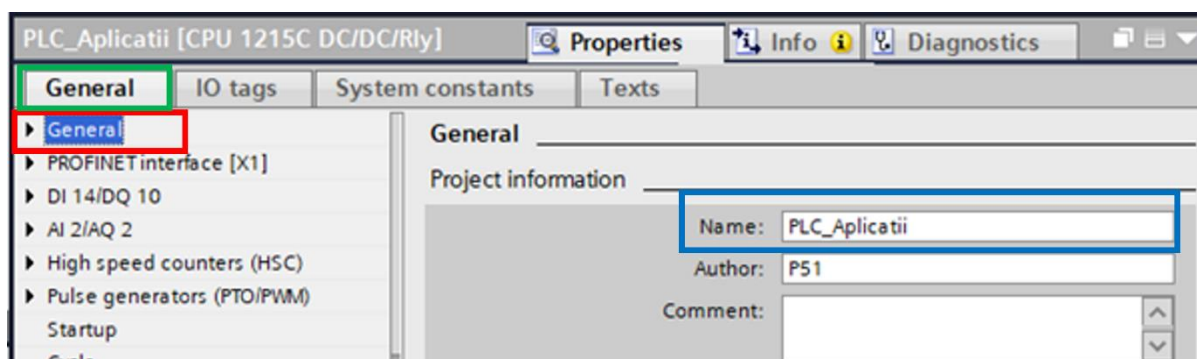 PLC_Aplicatii [CPU 1215C DC/DC/Rly]
Properties
Info
Diagnostics
General
IO tags
System constants
Texts
General
PROFINET interface [X1]
DI 14/DQ 10
AI 2/AQ 2
High speed counters (HSC)
Pulse generators (PTO/PWM)
Startup
General
Project information
Name: PLC_Aplicatii
Author: P51
Comment: